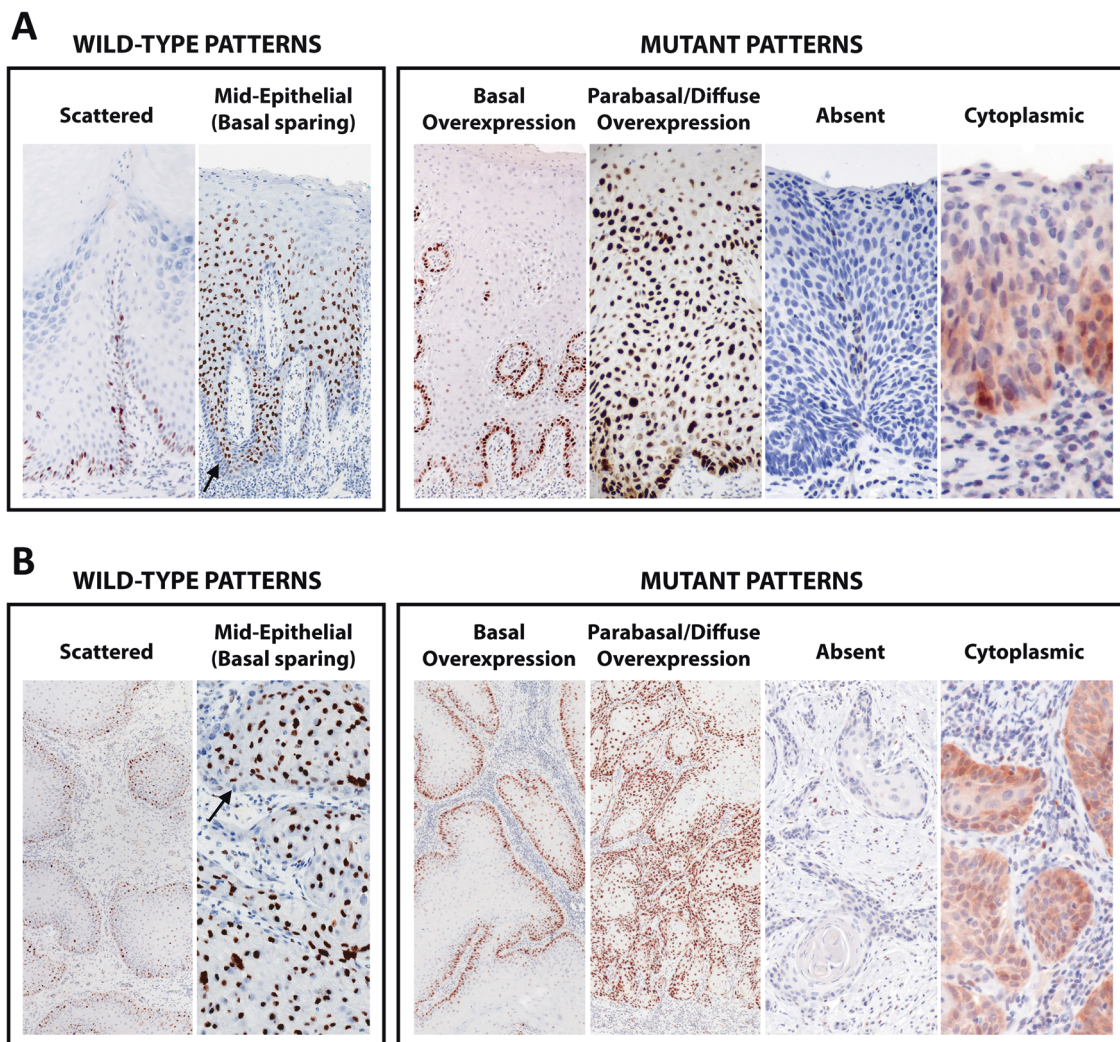 A
WILD-TYPE PATTERNS
MUTANT PATTERNS
Scattered
Mid-Epithelial
(Basal sparing)
Basal
Overexpression
Parabasal/Diffuse
Overexpression
Absent
Cytoplasmic
B
WILD-TYPE PATTERNS
MUTANT PATTERNS
Scattered
Mid-Epithelial
(Basal sparing)
Basal
Overexpression
Parabasal/Diffuse
Overexpression
Absent
Cytoplasmic